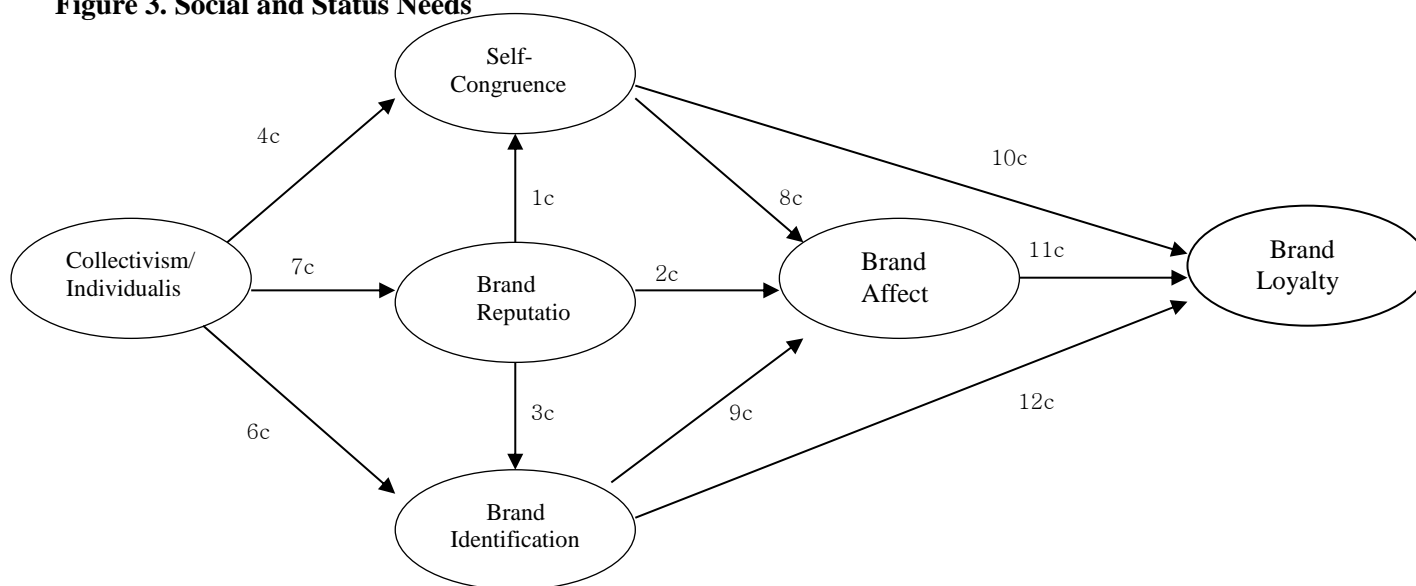 Figure 3. Social and Status Needs
Self-
Congruence
4c
10c
1c
8c
Collectivism/
Individualis
7c
Brand
Reputatio
2c
Brand
Affect
11c
Brand
Loyalty
3c
9c
12c
6c
Brand
Identification